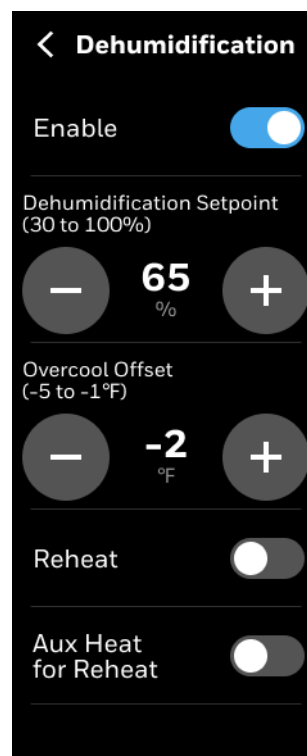 Dehumidification
Enable
Dehumidification Setpoint
(30 to 100%)
65
%
Overcool Offset
(-5 to -1°F)
-2
°F
Reheat
Aux Heat
for Reheat